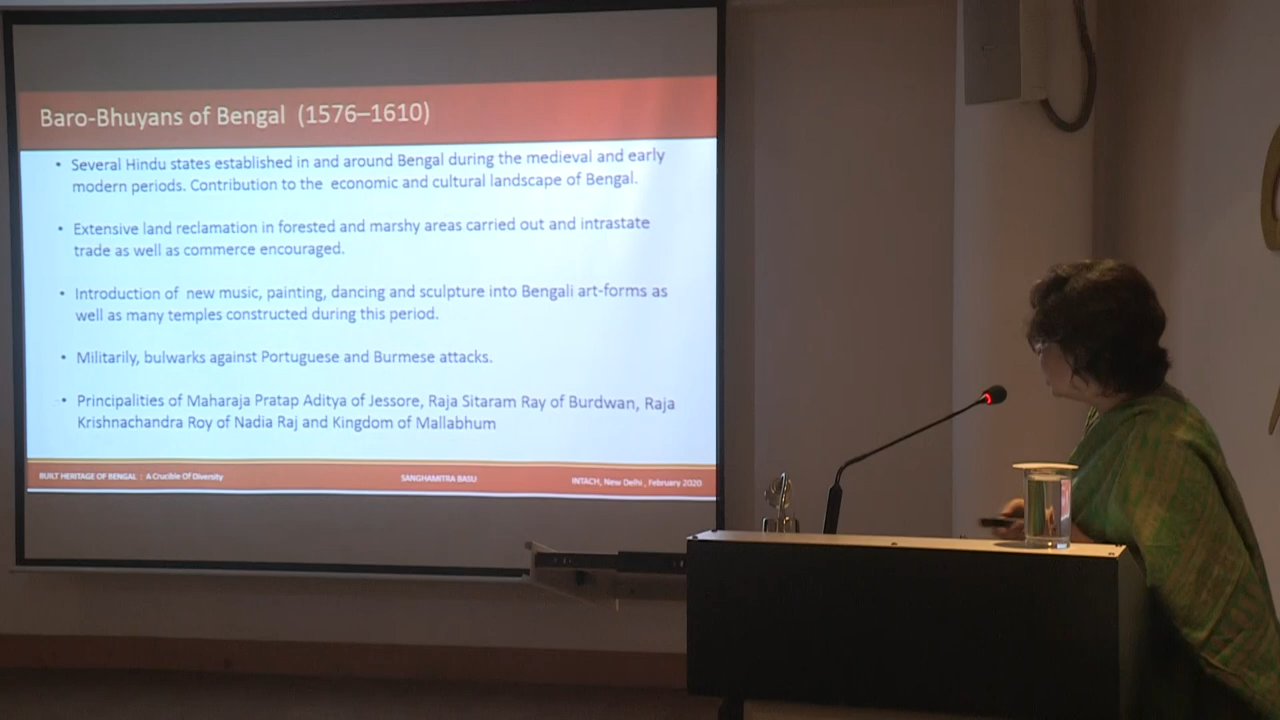 Baro-Bhuyans of Bengal (1576–1610)
• Several Hindu states established in and around Bengal during the medieval and early
modern periods. Contribution to the economic and cultural landscape of Bengal.
• Extensive land reclamation in forested and marshy areas carried out and intrastate
trade as well as commerce encouraged.
• Introduction of new music, painting, dancing and sculpture into Bengali art-forms as
well as many temples constructed during this period.
• Militarily, bulwarks against Portuguese and Burmese attacks.
• Principalities of Maharaja Pratap Aditya of Jessore, Raja Sitaram Ray of Burdwan, Raja
Krishnachandra Roy of Nadia Raj and Kingdom of Mallabhum
BUILT HERITAGE OF BENGAL : A Crucible Of Diversity
SANGHAMITRA BASU
INTACH, New Delhi , February 2020